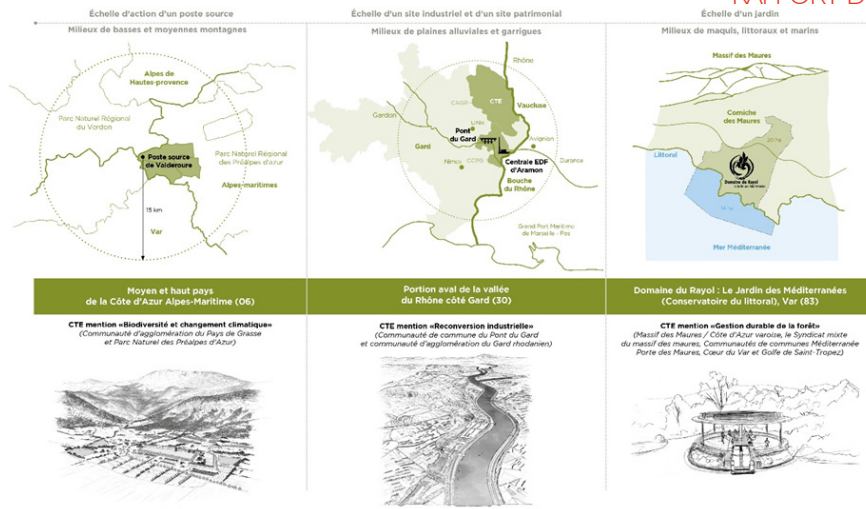 RAPPORT D
Échelle d'action d'un poste source
Milieux de basses et moyennes montagnes
Alpes de
Hautes-provence
Parc Naturel Régional
du Verdon
Poste source
de Valderoure
Parc Naturel Régional
des Préalpes d'Azur
Alpes-maritimes
15 km
Var
Moyen et haut pays
de la Côte d'Azur Alpes-Maritime (06)
CTE mention «Biodiversité et changement climatique»
(Communauté d'agglomération du Pays de Grasse
et Parc Naturel des Préalpes d'Azur)
Échelle d'un site industriel et d'un site patrimonial
Milieux de plaines alluviales et garrigues
Rhône
CTE
CAGR
Vaucluse
Gardon
Uzès
Pont
du Gard
Avignon
Gard
Nîmes
CCPG
Centrale EDF
d'Aramon
Durance
Bouche
du Rhône
Grand Port Maritime
de Marseille - Fos
Portion aval de la vallée
du Rhône côté Gard (30)
CTE mention «Reconversion industrielle»
(Communauté de commune du Pont du Gard
et communauté d'agglomération du Gard rhodanien)
Échelle d'un jardin
Milieux de maquis, littoraux et marins
Massif des Maures
Corniche
des Maures
Littoral
Domaine du Rayol
Mer Méditerranée
Domaine du Rayol : Le Jardin des Méditerranées
(Conservatoire du littoral), Var (83)
CTE mention «Gestion durable de la forêt»
(Massif des Maures / Côte d'Azur varoise, le Syndicat mixte
du massif des maures, Communautés de communes Méditerranée
Porte des Maures, Cœur du Var et Golfe de Saint-Tropez)